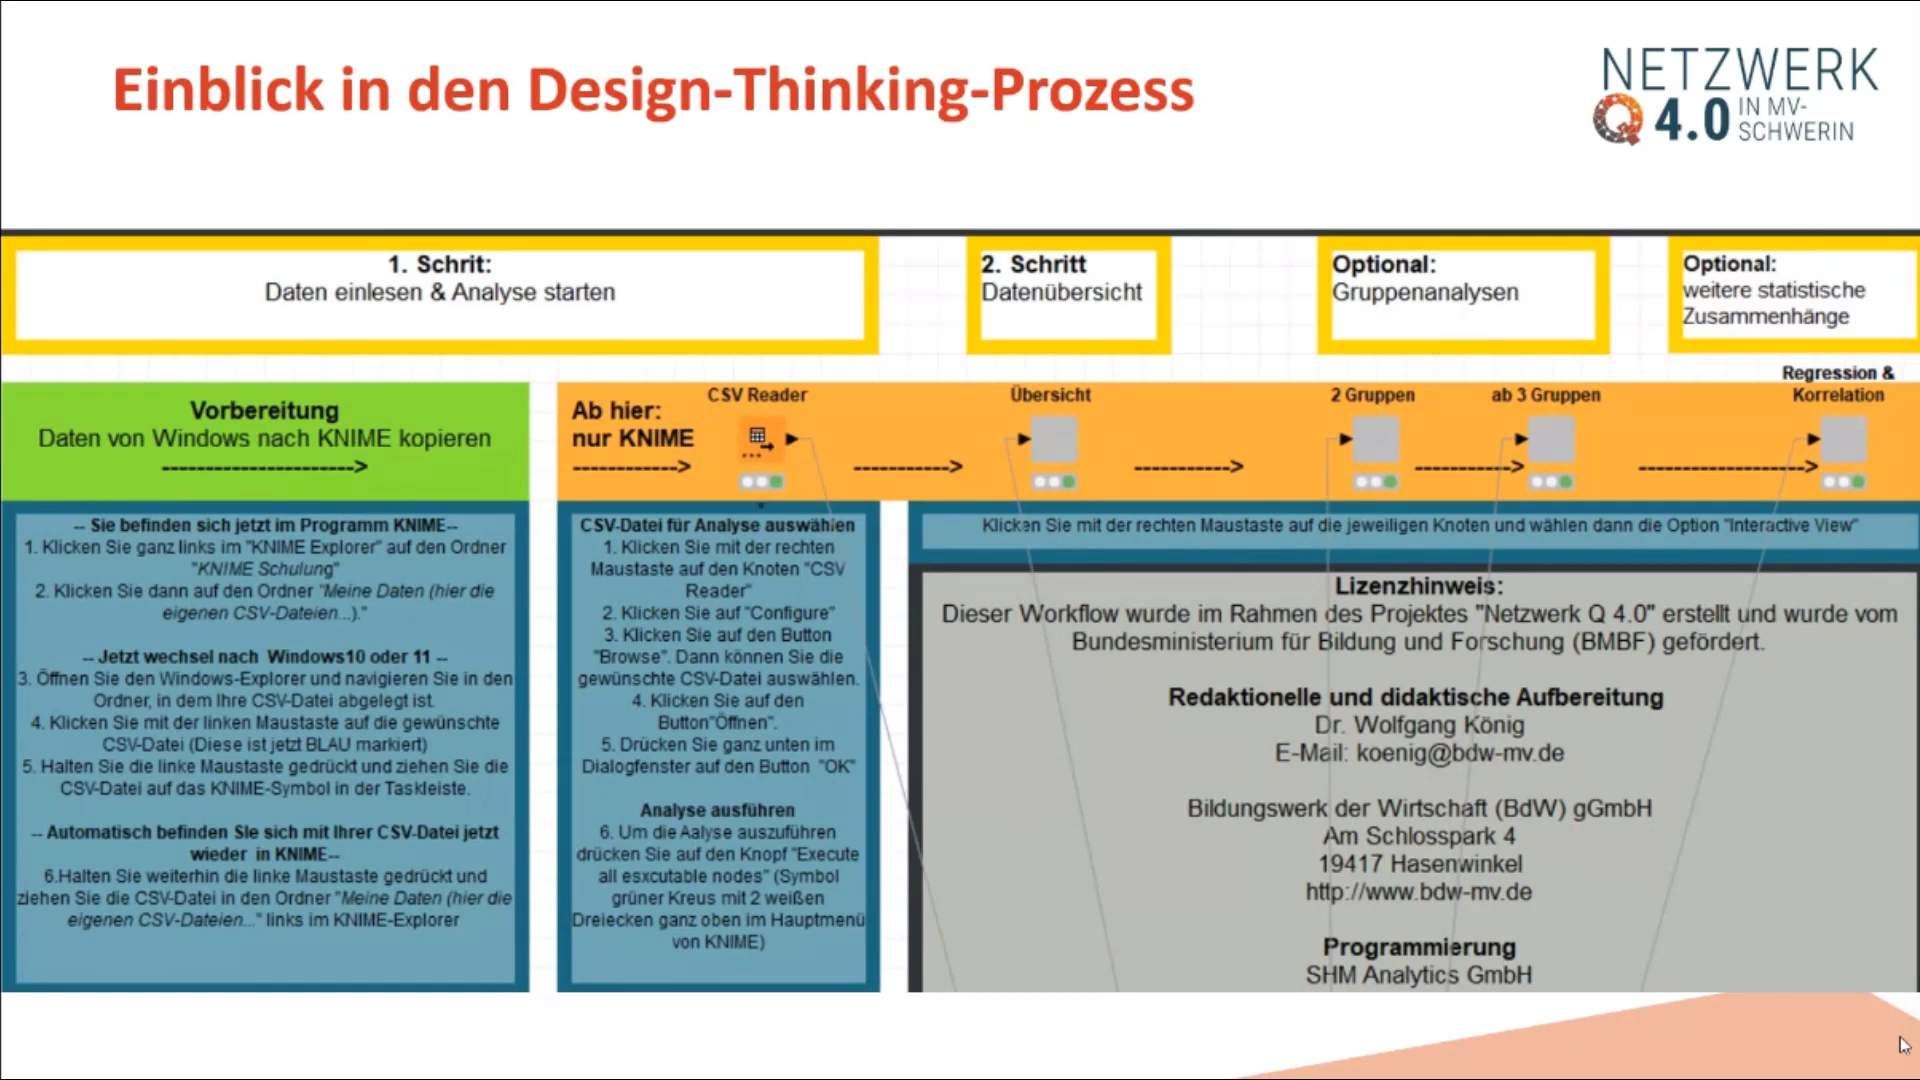 Einblick in den Design-Thinking-Prozess
NETZWERK
Q 4.0 IN MV-
SCHWERIN
1. Schrit:
Daten einlesen & Analyse starten
2. Schritt
Datenübersicht
Optional:
Gruppenanalysen
Optional:
weitere statistische
Zusammenhänge
Vorbereitung
Daten von Windows nach KNIME kopieren
---------------------->
Ab hier:
nur KNIME
------------>
CSV Reader
----------->
Übersicht
----------->
2 Gruppen
----------->
ab 3 Gruppen
------------------>
Regression &
Korrelation
-- Sie befinden sich jetzt im Programm KNIME--
1. Klicken Sie ganz links im "KNIME Explorer" auf den Ordner
"KNIME Schulung"
2. Klicken Sie dann auf den Ordner "Meine Daten (hier die
eigenen CSV-Dateien...)."
-- Jetzt wechsel nach Windows10 oder 11 --
3. Öffnen Sie den Windows-Explorer und navigieren Sie in den
Ordner, in dem Ihre CSV-Datei abgelegt ist.
4. Klicken Sie mit der linken Maustaste auf die gewünschte
CSV-Datei (Diese ist jetzt BLAU markiert)
5. Halten Sie die linke Maustaste gedrückt und ziehen Sie die
CSV-Datei auf das KNIME-Symbol in der Taskleiste.
-- Automatisch befinden SIe sich mit Ihrer CSV-Datei jetzt
wieder in KNIME--
6.Halten Sie weiterhin die linke Maustaste gedrückt und
ziehen Sie die CSV-Datei in den Ordner "Meine Daten (hier die
eigenen CSV-Dateien..." links im KNIME-Explorer
CSV-Datei für Analyse auswählen
1. Klicken Sie mit der rechten
Maustaste auf den Knoten "CSV
Reader"
2. Klicken Sie auf "Configure"
3. Klicken Sie auf den Button
"Browse". Dann können Sie die
gewünschte CSV-Datei auswählen.
4. Klicken Sie auf den
Button"Öffnen".
5. Drücken Sie ganz unten im
Dialogfenster auf den Button "OK"
Analyse ausführen
6. Um die Aalyse auszuführen
drücken Sie auf den Knopf "Execute
all esxcutable nodes" (Symbol
grüner Kreus mit 2 weißen
Dreiecken ganz oben im Hauptmenü
von KNIME)
Klicken Sie mit der rechten Maustaste auf die jeweiligen Knoten und wählen dann die Option "Interactive View"
Lizenzhinweis:
Dieser Workflow wurde im Rahmen des Projektes "Netzwerk Q 4.0" erstellt und wurde vom
Bundesministerium für Bildung und Forschung (BMBF) gefördert.
Redaktionelle und didaktische Aufbereitung
Dr. Wolfgang König
E-Mail: koenig@bdw-mv.de
Bildungswerk der Wirtschaft (BdW) gGmbH
Am Schlosspark 4
19417 Hasenwinkel
http://www.bdw-mv.de
Programmierung
SHM Analytics GmbH